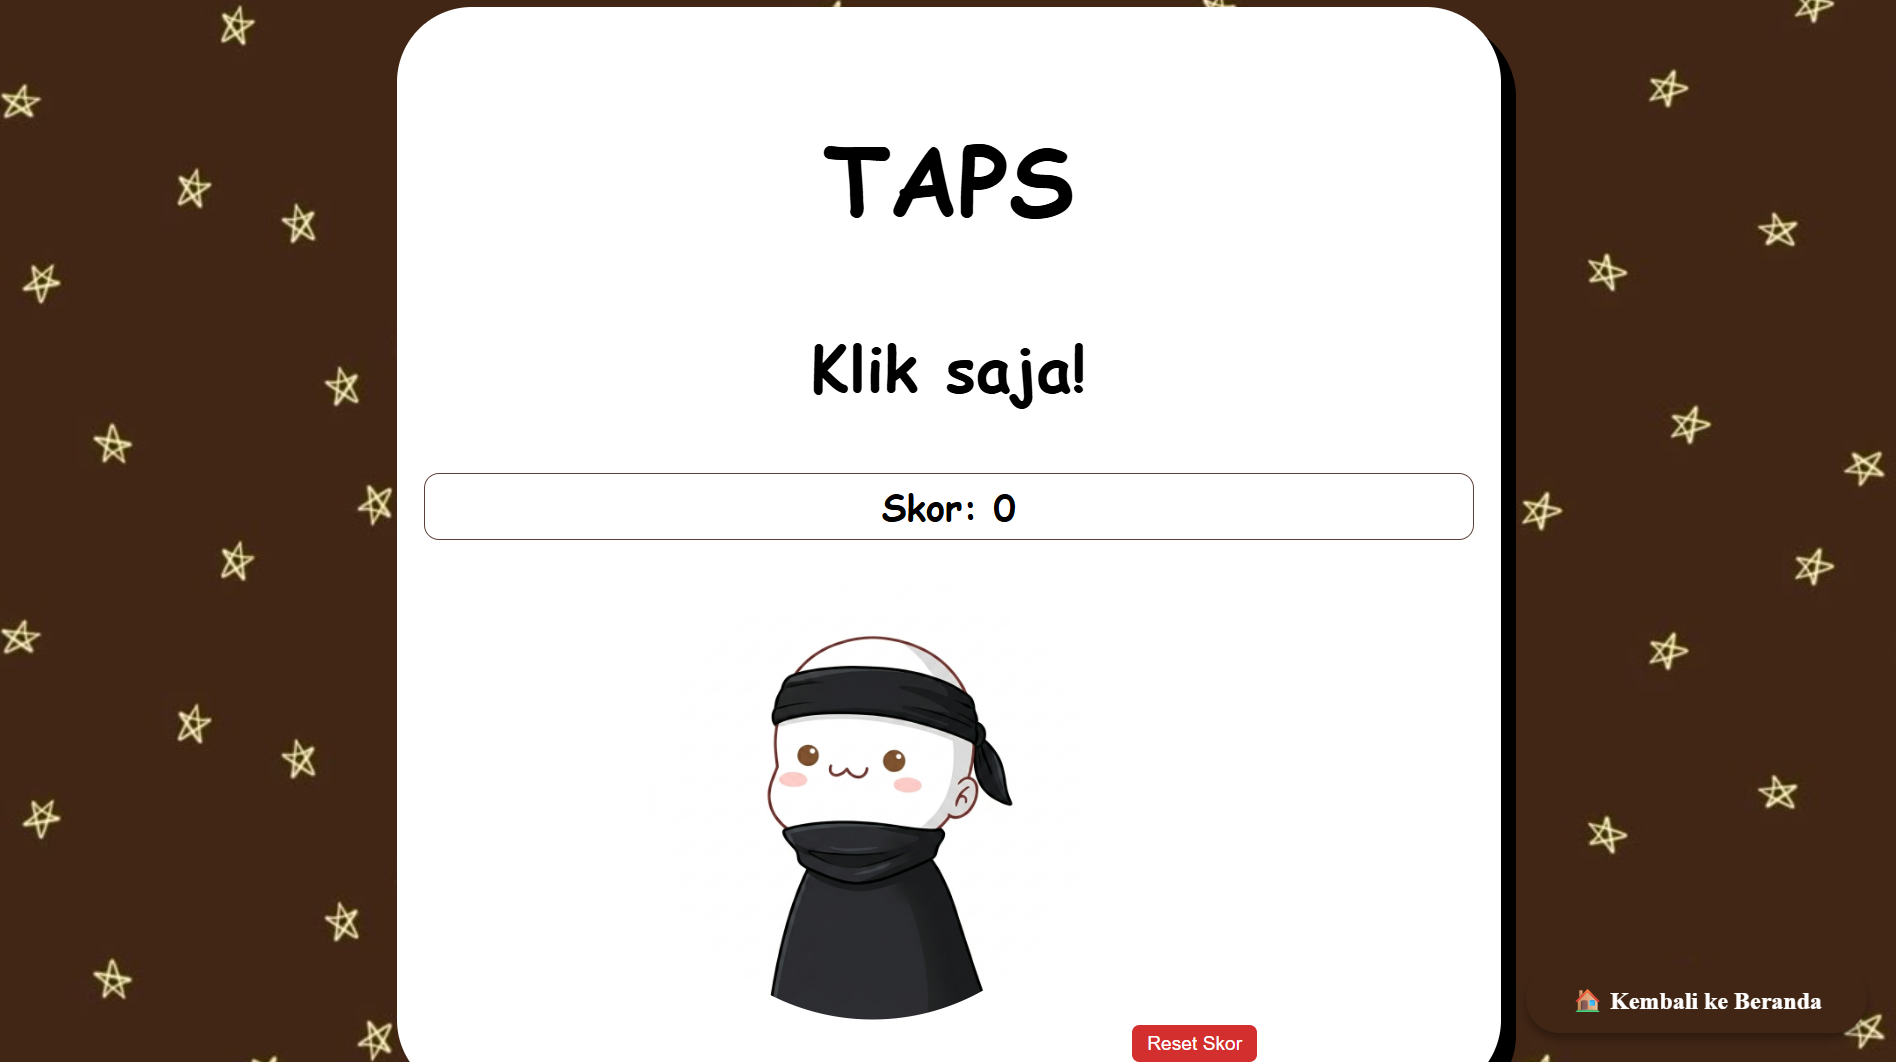 TAPS
Klik saja!
Skor: 0
Reset Skor
🏠 Kembali ke Beranda